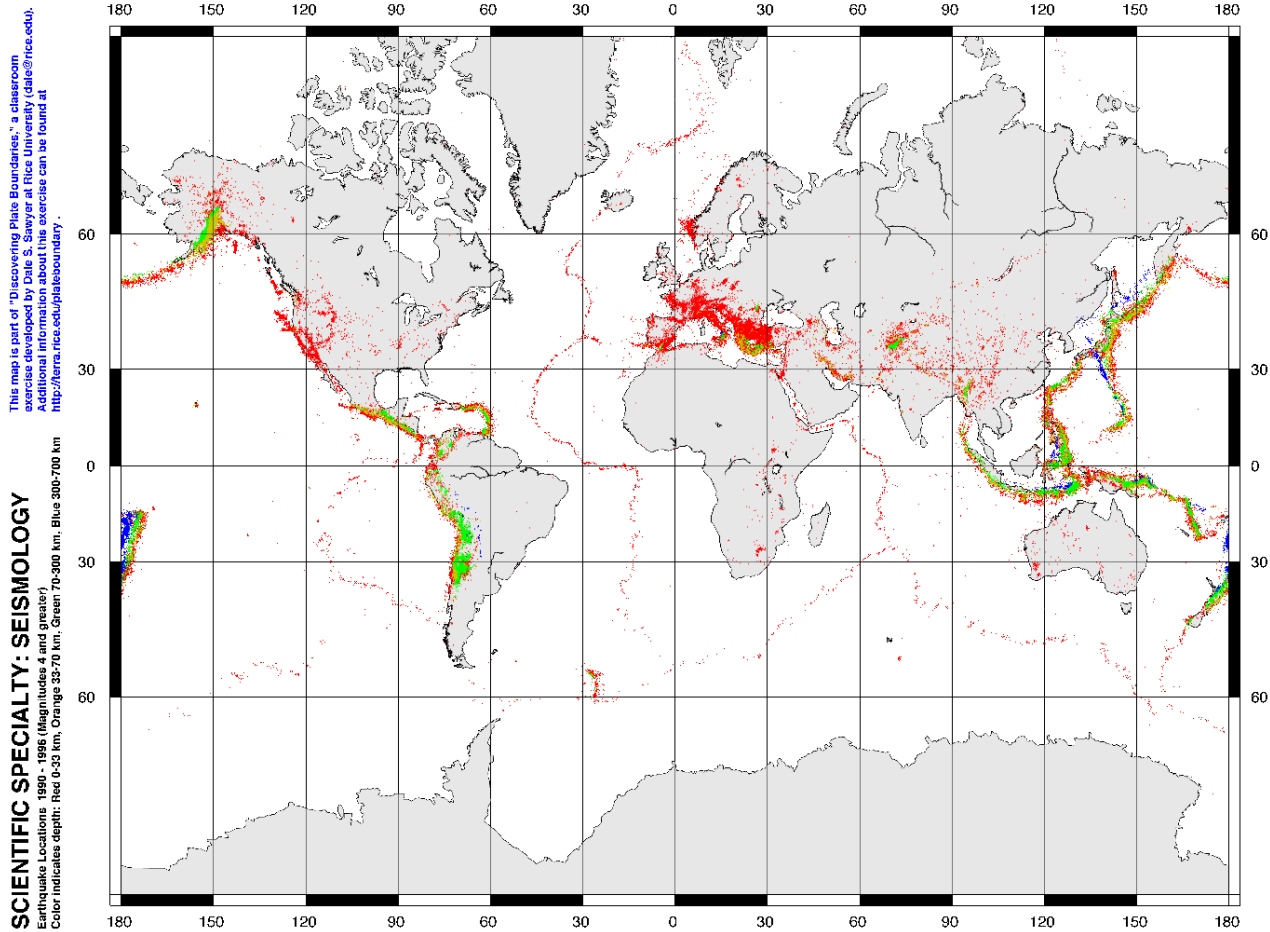 This map is part of "Discovering Plate Boundaries," a classroom
exercise developed by Dale S. Sawyer at Rice University (dale@rice.edu).
Additional information about this exercise can be found at
http://terra.rice.edu/plateboundary.
SCIENTIFIC SPECIALTY: SEISMOLOGY
Earthquake Locations 1990 - 1996 (Magnitudes 4 and greater)
Color indicates depth: Red 0-33 km, Orange 33-70 km, Green 70-300 km, Blue 300-700 km
180 150 120 90 60 30 0 30 60 90 120 150 180
60 60
30 30
0 0
30 30
60 60
180 150 120 90 60 30 0 30 60 90 120 150 180